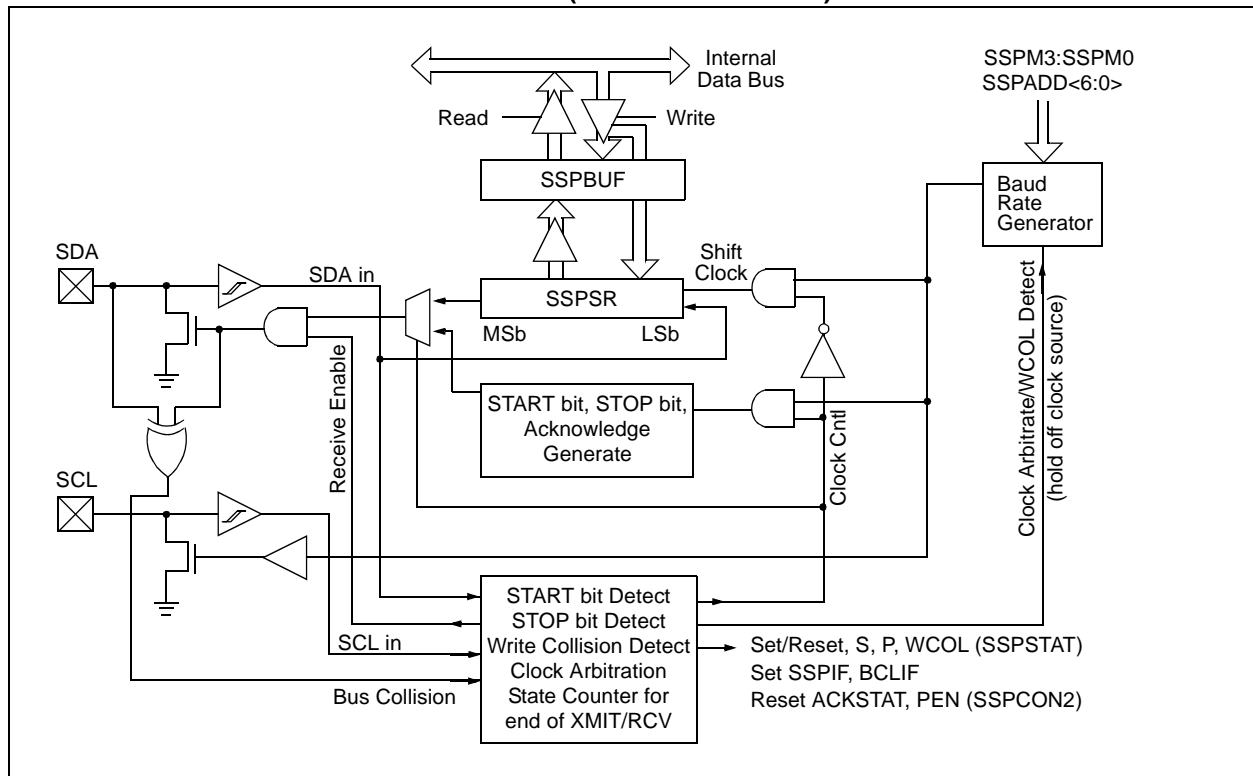 Internal
Data Bus
SSPM3:SSPM0
SSPADD<6:0>
Read
Write
SSPBUF
Baud
Rate
Generator
SDA
SDA in
Shift
Clock
SSPSR
MSb
LSb
Receive Enable
START bit, STOP bit,
Acknowledge
Generate
Clock Cntl
Clock Arbitrate/WCOL Detect
(hold off clock source)
SCL
SCL in
Bus Collision
START bit Detect
STOP bit Detect
Write Collision Detect
Clock Arbitration
State Counter for
end of XMIT/RCV
Set/Reset, S, P, WCOL (SSPSTAT)
Set SSPIF, BCLIF
Reset ACKSTAT, PEN (SSPCON2)